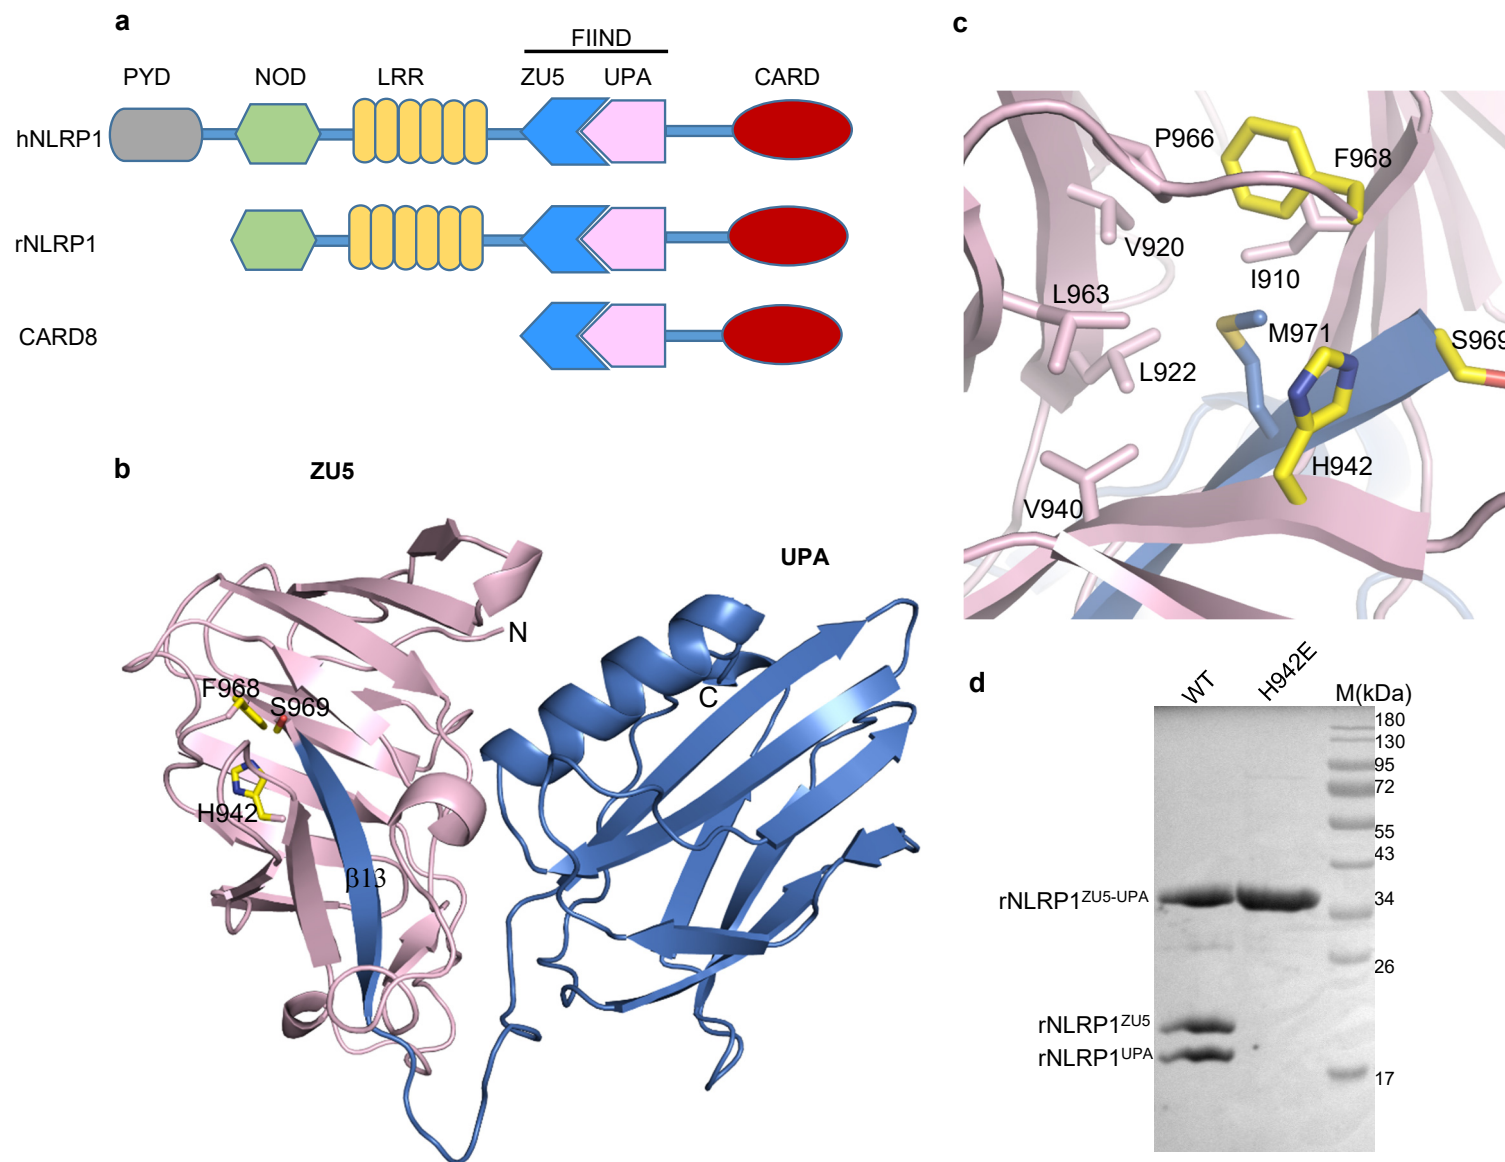 a
FIIND
PYD NOD LRR ZU5 UPA CARD
hNLRP1
rNLRP1
CARD8
b
ZU5
UPA
N
F968
S969
C
H942
β13
c
P966
F968
V920
I910
L963
M971
S969
L922
H942
V940
d
WT H942E M(kDa)
180
130
95
72
55
43
rNLRP1ZU5-UPA 34
26
rNLRP1ZU5
rNLRP1UPA
17